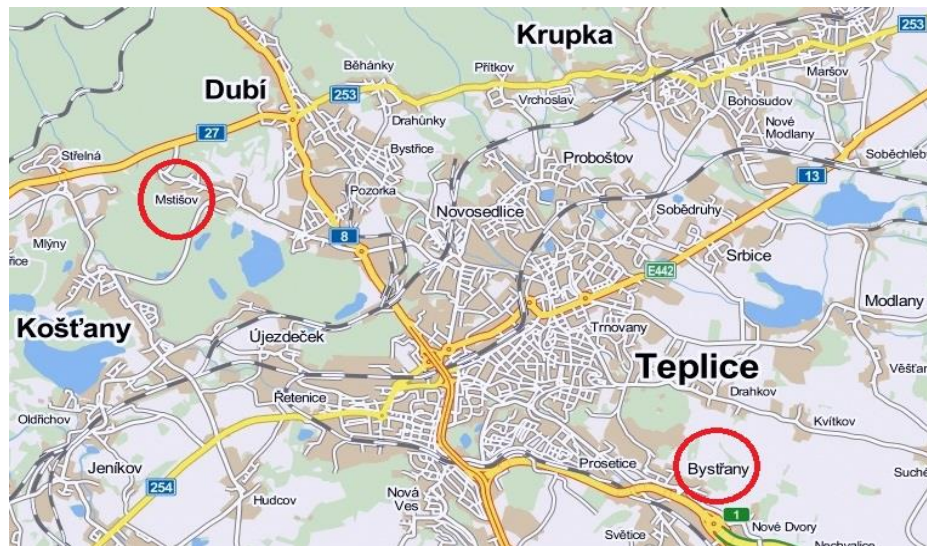 Krupka
253
Běhánky
Přítkov
Maršov
Dubí
253
Vrchoslav
Bohosudov
Drahůnky
27
Nové
Modlany
Bystřice
Střelná
Proboštov
Soběchleby
13
Pozorka
Mstišov
Novosedlice
Sobědruhy
8
Mlýny
Srbice
E442
Modlany
Košťany
Trnovany
Újezdeček
Teplice
Drahkov
Řetenice
Oldřichov
Kvítkov
Jeníkov
Prosetice
Bystřany
254
Hudcov
Nová
Ves
1
Nové Dvory
Světice